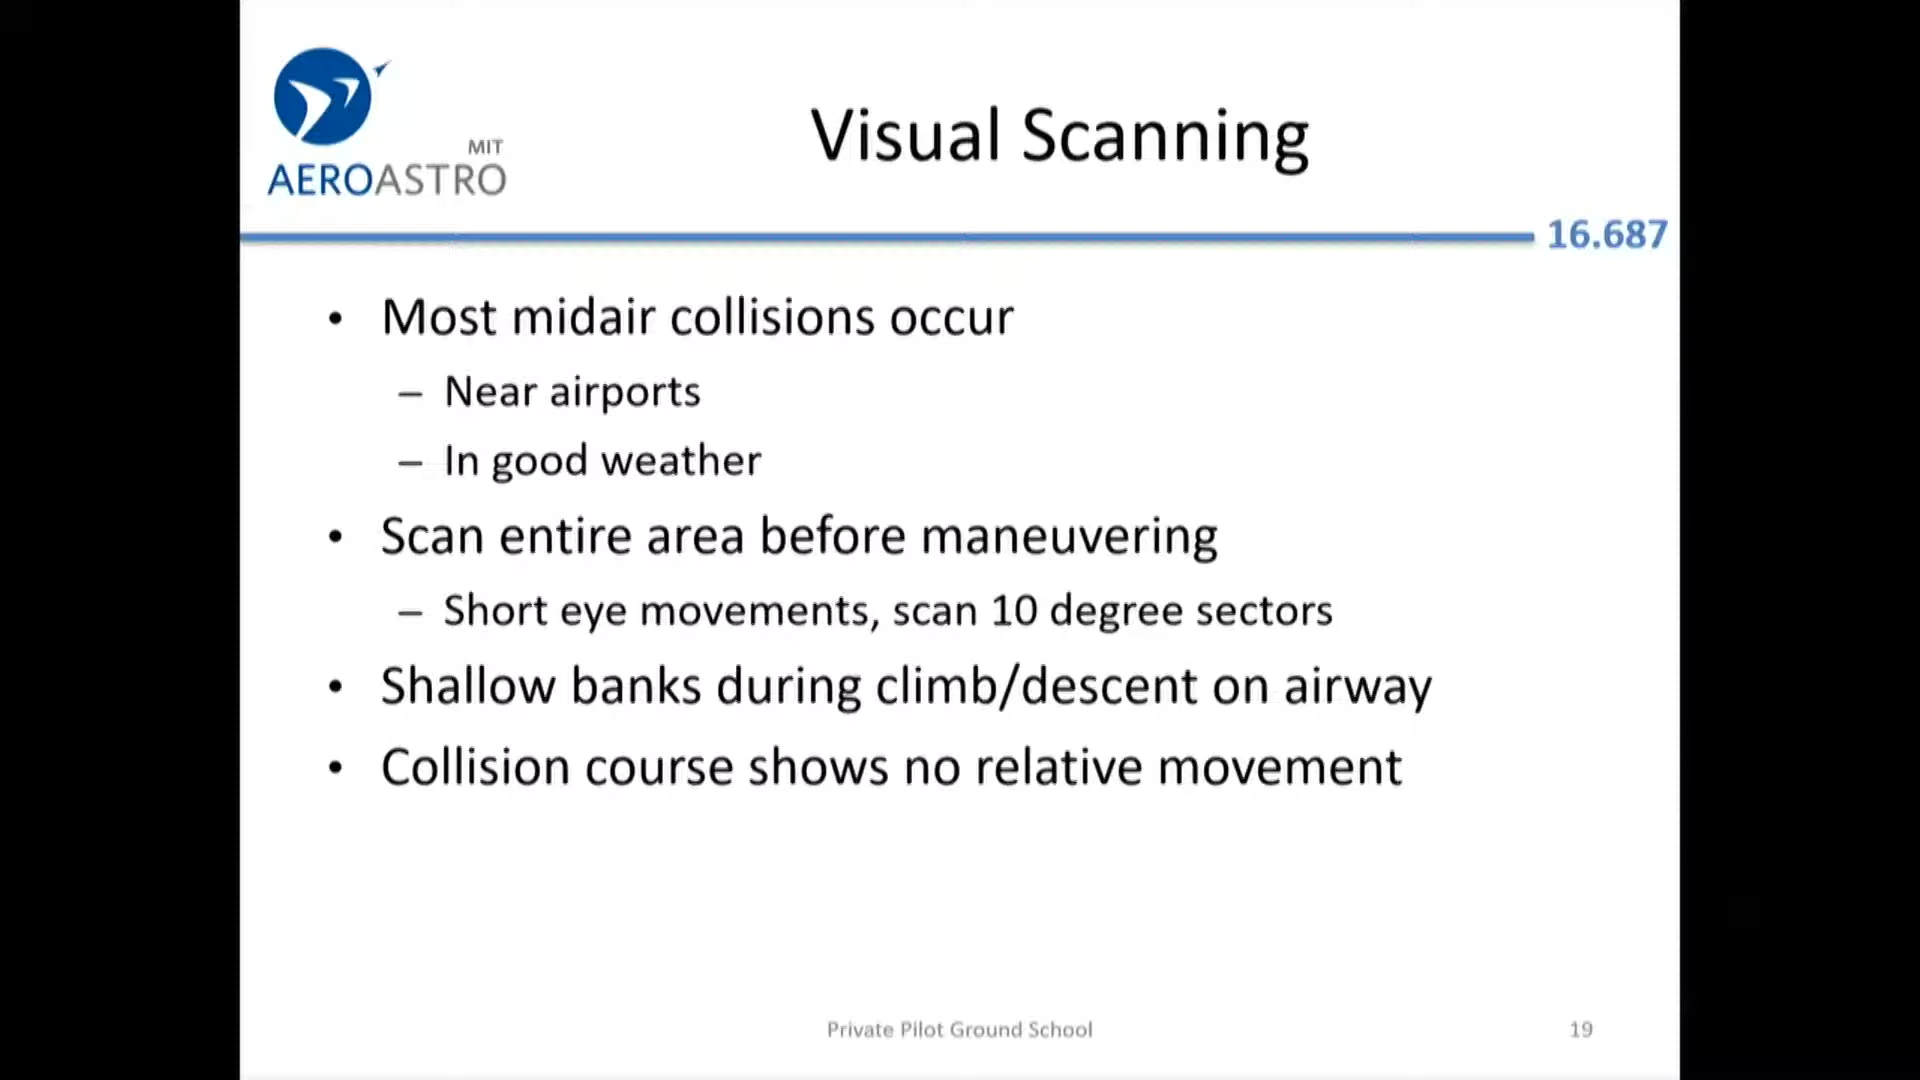 MIT
AEROASTRO
Visual Scanning
16.687
• Most midair collisions occur
– Near airports
– In good weather
• Scan entire area before maneuvering
– Short eye movements, scan 10 degree sectors
• Shallow banks during climb/descent on airway
• Collision course shows no relative movement
Private Pilot Ground School
19